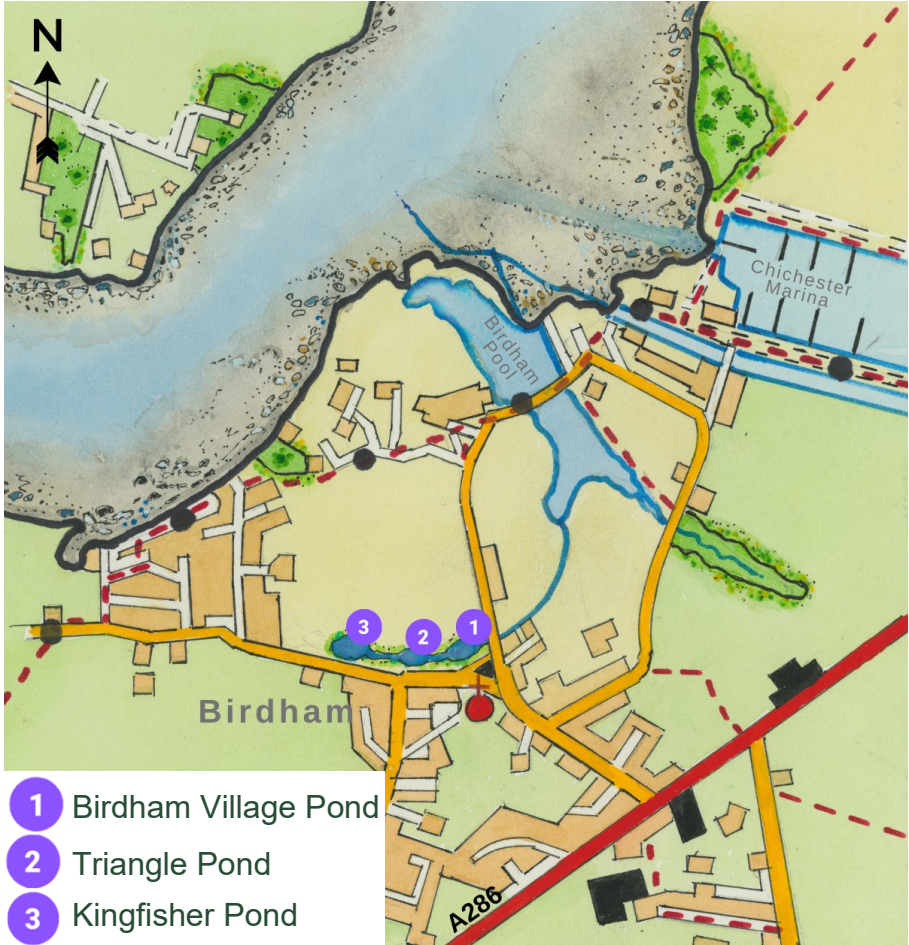 N
Chichester
Marina
Birdham
Pool
3
2
1
Birdham
1 Birdham Village Pond
2 Triangle Pond
3 Kingfisher Pond
A286